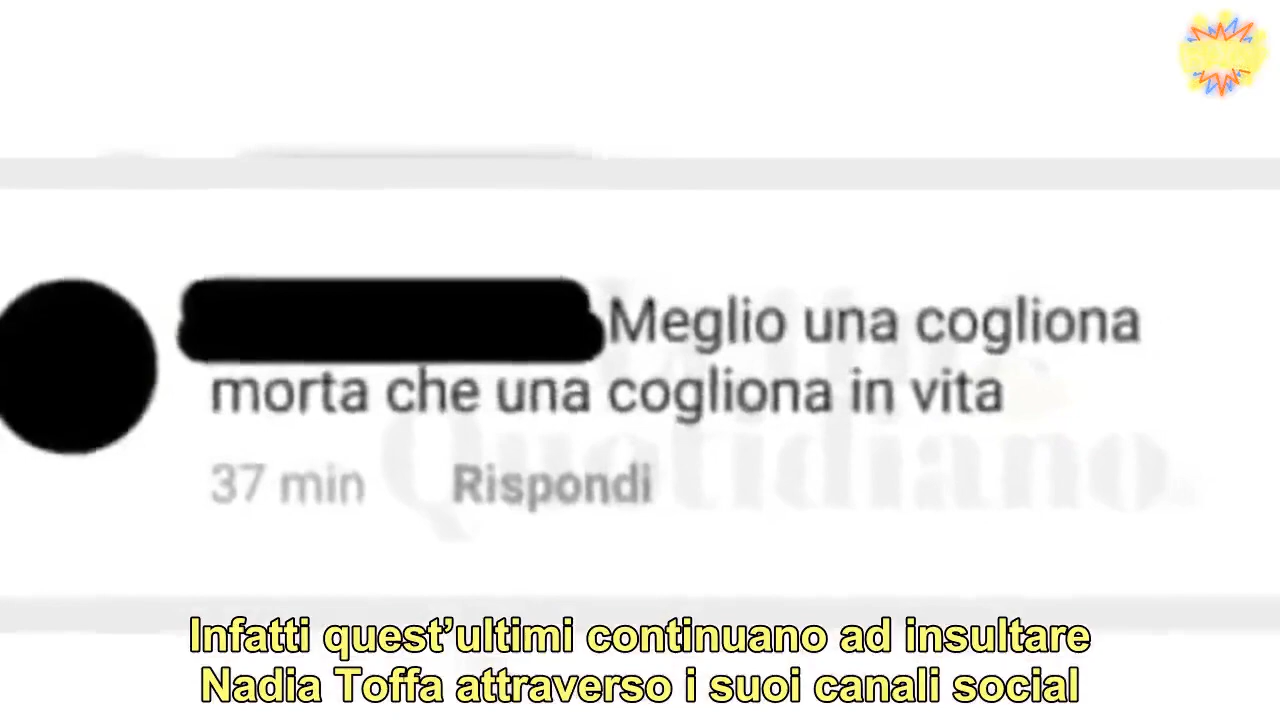 Meglio una cogliona
morta che una cogliona in vita
37 min Rispondi
Quotidiano.
Infatti quest’ultimi continuano ad insultare
Nadia Toffa attraverso i suoi canali social